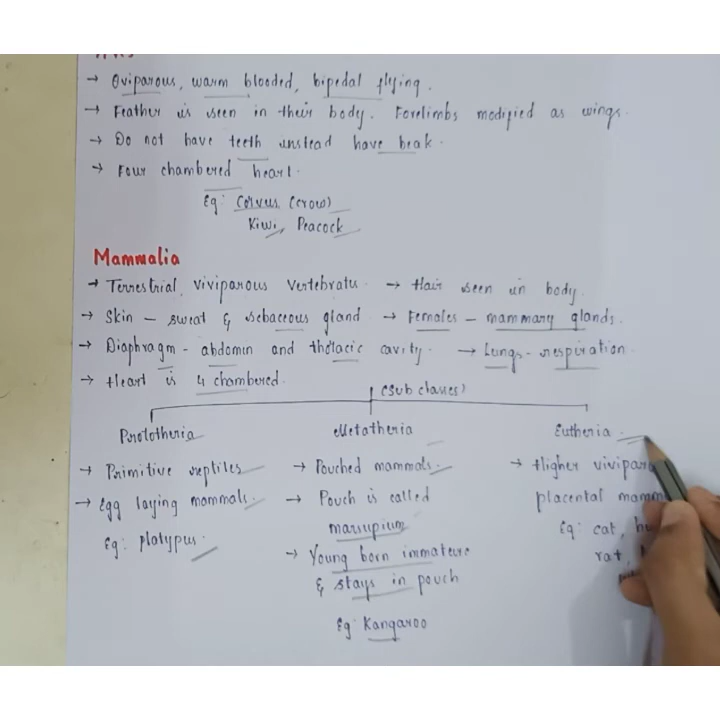 → Oviparous, warm blooded, bipedal flying.
→ Feather is seen in their body. Forelimbs modified as wings.
→ Do not have teeth instead have beak.
→ Four chambered heart.
Eg: Corvus (crow)
Kiwi, Peacock
Mammalia
→ Terrestrial, viviparous vertebrate → Hair seen in body.
→ Skin – sweat & sebaceous gland → Females – mammary glands.
→ Diaphragm – abdomin and tholacic cavity. → Lungs – respiration.
→ Heart is 4 chambered.
(Sub classes)
Prototheria Metatheria Eutheria
→ Primitive reptiles → Pouched mammals. → Higher
→ Egg laying mammals. → Pouch is called placental
Eg: platypus. marsupium Eg: cat,
→ Young born immature rat,
& stays in pouch
Eg: Kangaroo